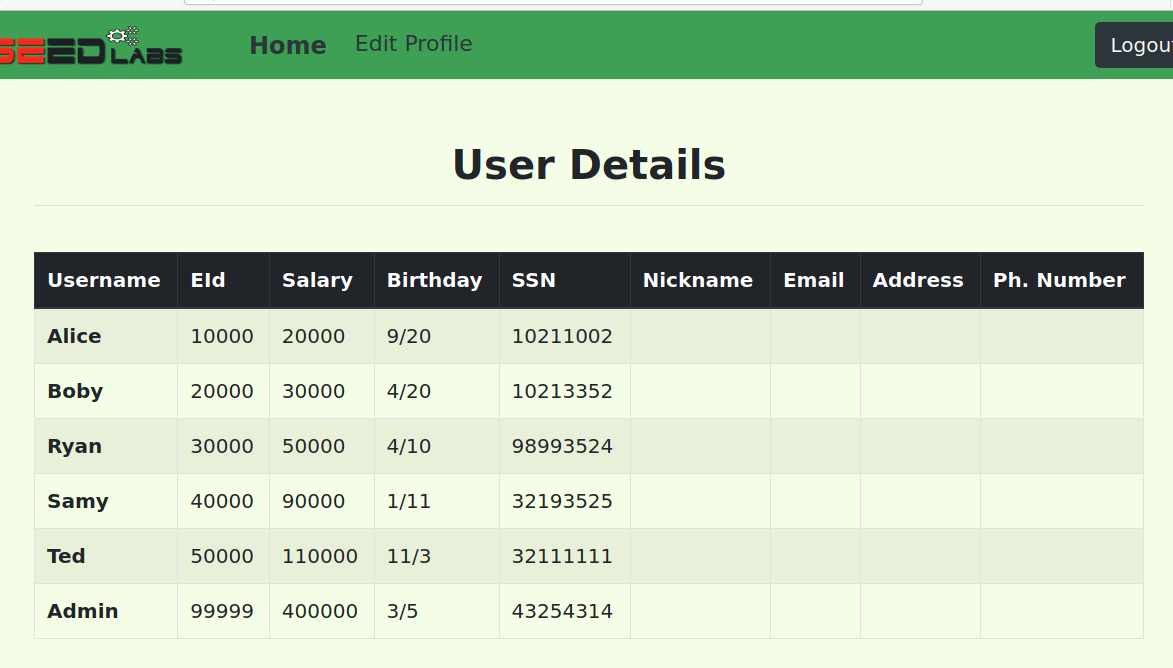 SEED LABS Home Edit Profile Logout
User Details
Username EId Salary Birthday SSN Nickname Email Address Ph. Number
Alice 10000 20000 9/20 10211002
Boby 20000 30000 4/20 10213352
Ryan 30000 50000 4/10 98993524
Samy 40000 90000 1/11 32193525
Ted 50000 110000 11/3 32111111
Admin 99999 400000 3/5 43254314